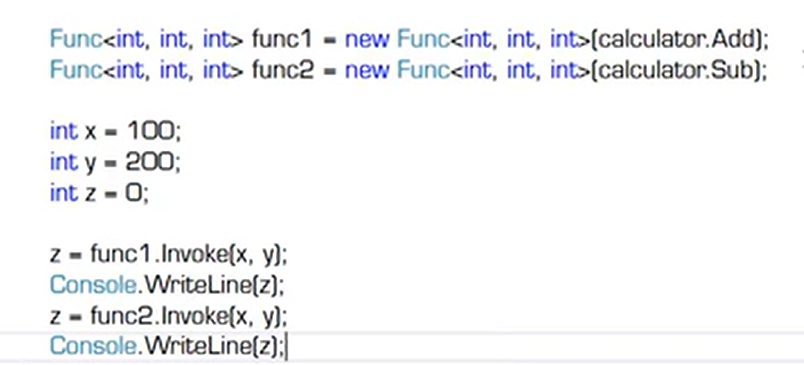 Func<int, int, int> func1 = new Func<int, int, int>(calculator.Add);
Func<int, int, int> func2 = new Func<int, int, int>(calculator.Sub);
int x = 100;
int y = 200;
int z = 0;
z = func1.Invoke(x, y);
Console.WriteLine(z);
z = func2.Invoke(x, y);
Console.WriteLine(z);